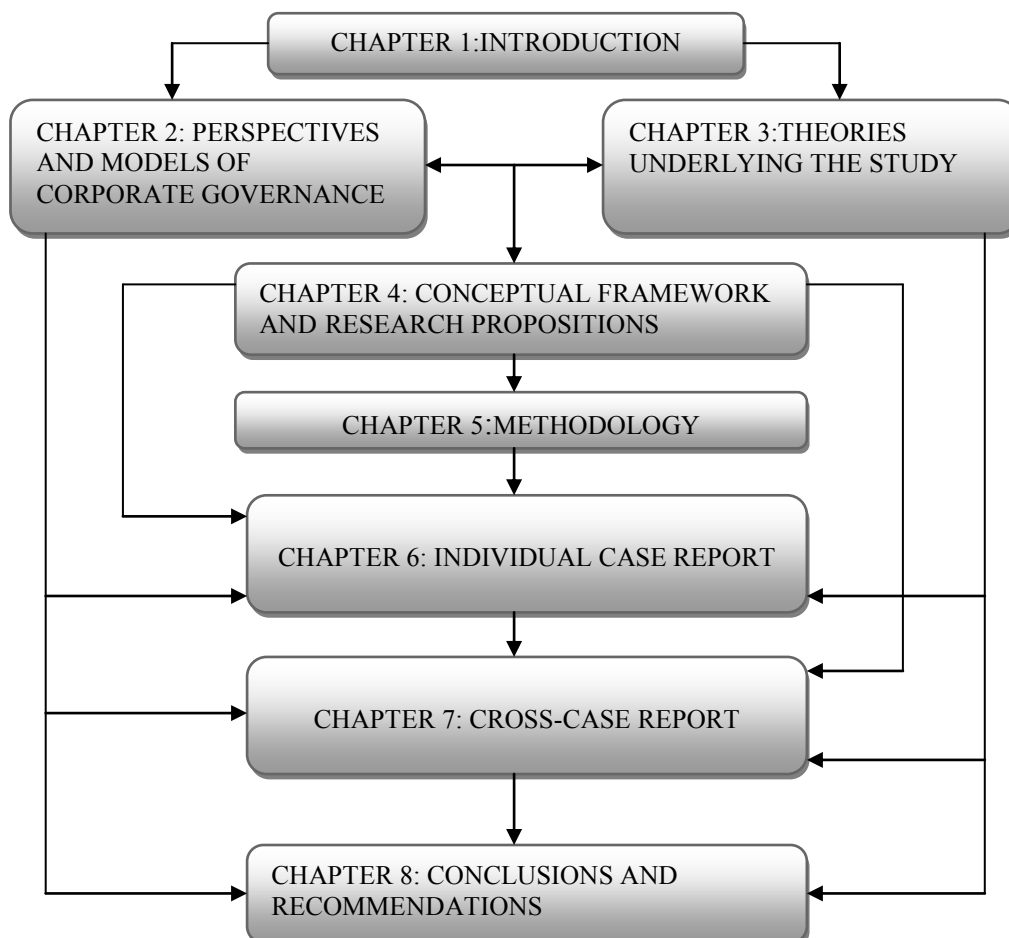 CHAPTER 1:INTRODUCTION
CHAPTER 2: PERSPECTIVES
AND MODELS OF
CORPORATE GOVERNANCE
CHAPTER 3:THEORIES
UNDERLYING THE STUDY
CHAPTER 4: CONCEPTUAL FRAMEWORK
AND RESEARCH PROPOSITIONS
CHAPTER 5:METHODOLOGY
CHAPTER 6: INDIVIDUAL CASE REPORT
CHAPTER 7: CROSS-CASE REPORT
CHAPTER 8: CONCLUSIONS AND
RECOMMENDATIONS